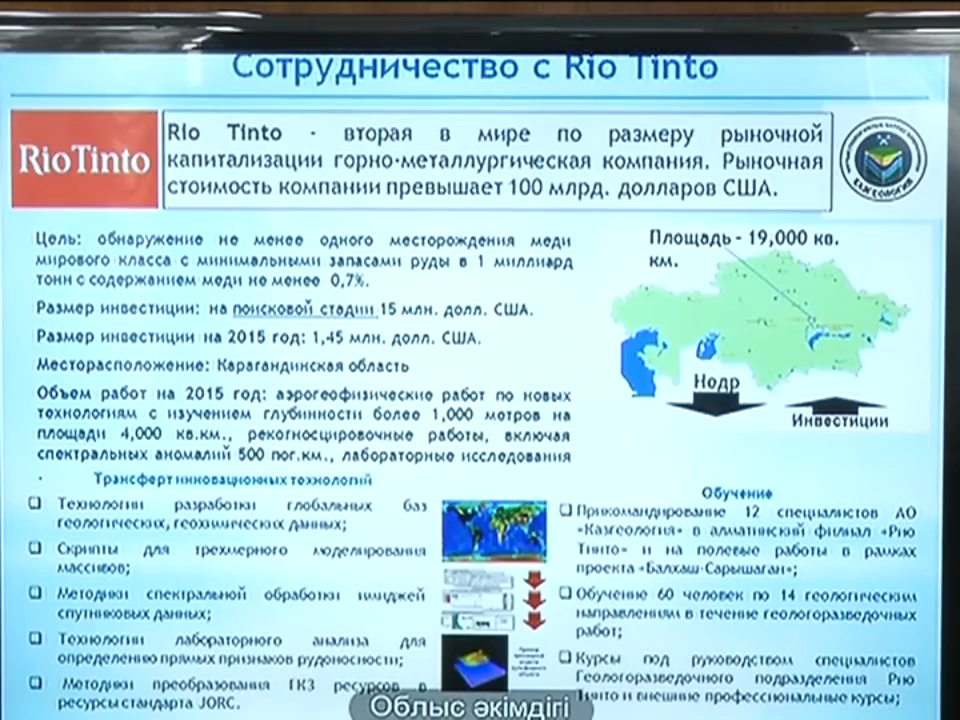 Сотрудничество с Rio Tinto
RioTinto
Rio Tinto - вторая в мире по размеру рыночной
капитализации горно-металлургическая компания. Рыночная
стоимость компании превышает 100 млрд. долларов США.
КАЗГЕОЛОГИЯ
Цель: обнаружение не менее одного месторождения меди
мирового класса с минимальными запасами руды в 1 миллиард
тонн с содержанием меди не менее 0,7%.
Размер инвестиции: на поисковой стадии 15 млн. долл. США.
Размер инвестиции на 2015 год: 1,45 млн. долл. США.
Месторасположение: Карагандинская область
Объем работ на 2015 год: аэрогеофизические работ по новых
технологиям с изучением глубинности более 1,000 мотров на
площади 4,000 кв.км., рекогносцировочные работы, включая
спектральных аномалий 500 пог.км., лабораторные исследования
Площадь - 19,000 кв.
км.
Нодр
Инвестиции
Трансферт инновационных технологий
Технологии разработки глобальных баз
геологических, геохимических данных;
Скрипты для трехмерного моделирования
массивов;
Методики спектральной обработки имиджей
спутниковых данных;
Технологии лабораторного анализа для
определению прямых признаков рудоносности;
Методики преобразования ГКЗ ресурсов в
ресурсы стандарта JORC.
Обучение
Прикомандирование 12 специалистов АО
«Казгеология» в алматинский филиал «Рио
Тинто» и на полевые работы в рамках
проекта «Балхаш-Сарышаган»;
Обучение 60 человек по 14 геологическим
направлениям в течение геологоразведочных
работ;
Курсы под руководством специалистов
Геологоразведочного подразделения Рио
Тинто и внешние профессиональные курсы;
Облыс әкімдігі